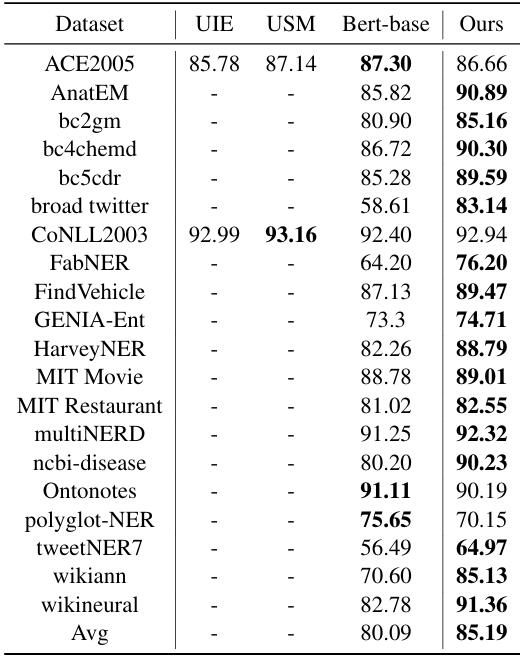 Dataset UIE USM Bert-base Ours
ACE2005 85.78 87.14 87.30 86.66
AnatEM - - 85.82 90.89
bc2gm - - 80.90 85.16
bc4chemd - - 86.72 90.30
bc5cdr - - 85.28 89.59
broad twitter - - 58.61 83.14
CoNLL2003 92.99 93.16 92.40 92.94
FabNER - - 64.20 76.20
FindVehicle - - 87.13 89.47
GENIA-Ent - - 73.3 74.71
HarveyNER - - 82.26 88.79
MIT Movie - - 88.78 89.01
MIT Restaurant - - 81.02 82.55
multiNERD - - 91.25 92.32
ncbi-disease - - 80.20 90.23
Ontonotes - - 91.11 90.19
polyglot-NER - - 75.65 70.15
tweetNER7 - - 56.49 64.97
wikiann - - 70.60 85.13
wikineural - - 82.78 91.36
Avg - - 80.09 85.19